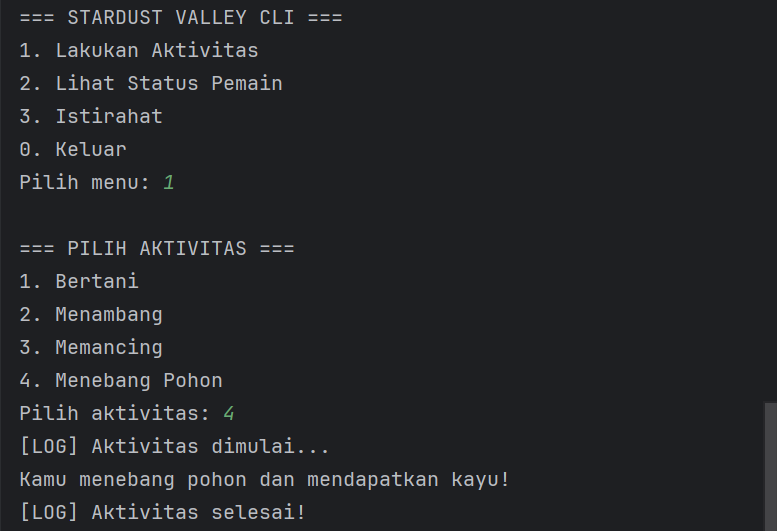 === STARDUST VALLEY CLI ===
1. Lakukan Aktivitas
2. Lihat Status Pemain
3. Istirahat
0. Keluar
Pilih menu: 1
=== PILIH AKTIVITAS ===
1. Bertani
2. Menambang
3. Memancing
4. Menebang Pohon
Pilih aktivitas: 4
[LOG] Aktivitas dimulai...
Kamu menebang pohon dan mendapatkan kayu!
[LOG] Aktivitas selesai!